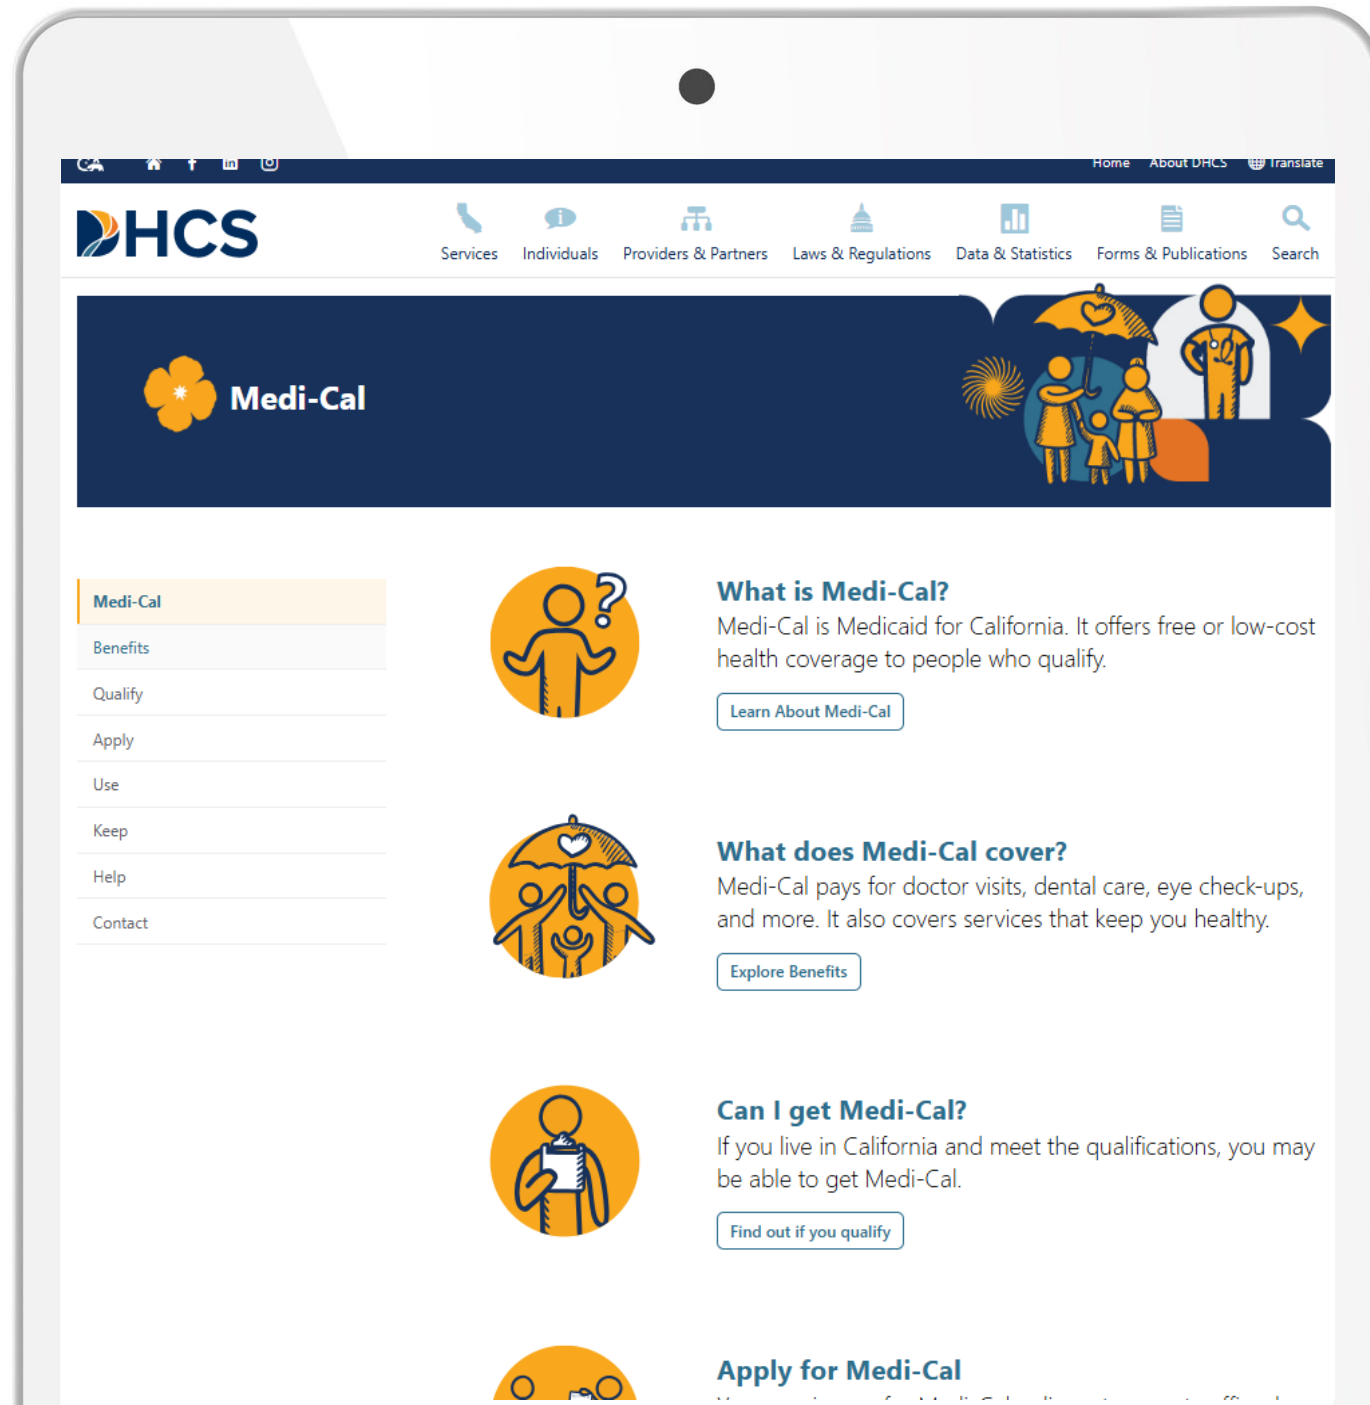 CA
Home About DHCS Translate
DHCS
Services Individuals Providers & Partners Laws & Regulations Data & Statistics Forms & Publications Search
Medi-Cal
Medi-Cal
Benefits
Qualify
Apply
Use
Keep
Help
Contact
What is Medi-Cal?
Medi-Cal is Medicaid for California. It offers free or low-cost
health coverage to people who qualify.
Learn About Medi-Cal
What does Medi-Cal cover?
Medi-Cal pays for doctor visits, dental care, eye check-ups,
and more. It also covers services that keep you healthy.
Explore Benefits
Can I get Medi-Cal?
If you live in California and meet the qualifications, you may
be able to get Medi-Cal.
Find out if you qualify
Apply for Medi-Cal